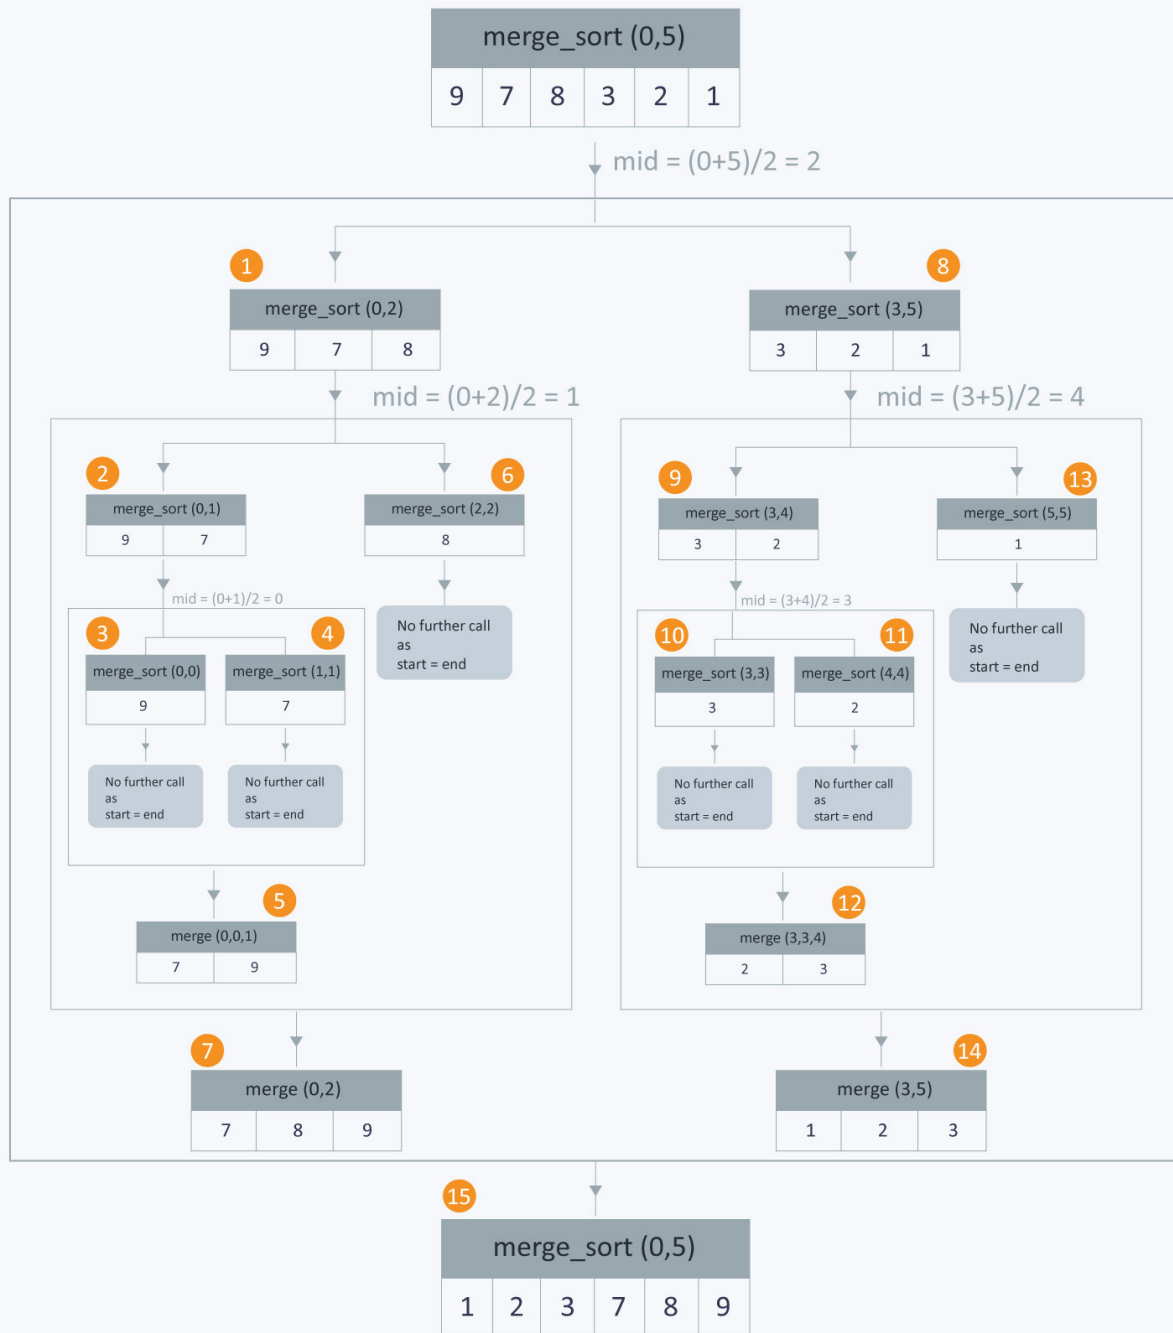 merge_sort (0,5)
9 7 8 3 2 1
mid = (0+5)/2 = 2
1
merge_sort (0,2)
9 7 8
mid = (0+2)/2 = 1
2
merge_sort (0,1)
9 7
mid = (0+1)/2 = 0
3
merge_sort (0,0)
9
No further call
as
start = end
4
merge_sort (1,1)
7
No further call
as
start = end
5
merge (0,0,1)
7 9
6
merge_sort (2,2)
8
No further call
as
start = end
7
merge (0,2)
7 8 9
8
merge_sort (3,5)
3 2 1
mid = (3+5)/2 = 4
9
merge_sort (3,4)
3 2
mid = (3+4)/2 = 3
10
merge_sort (3,3)
3
No further call
as
start = end
11
merge_sort (4,4)
2
No further call
as
start = end
12
merge (3,3,4)
2 3
13
merge_sort (5,5)
1
No further call
as
start = end
14
merge (3,5)
1 2 3
15
merge_sort (0,5)
1 2 3 7 8 9